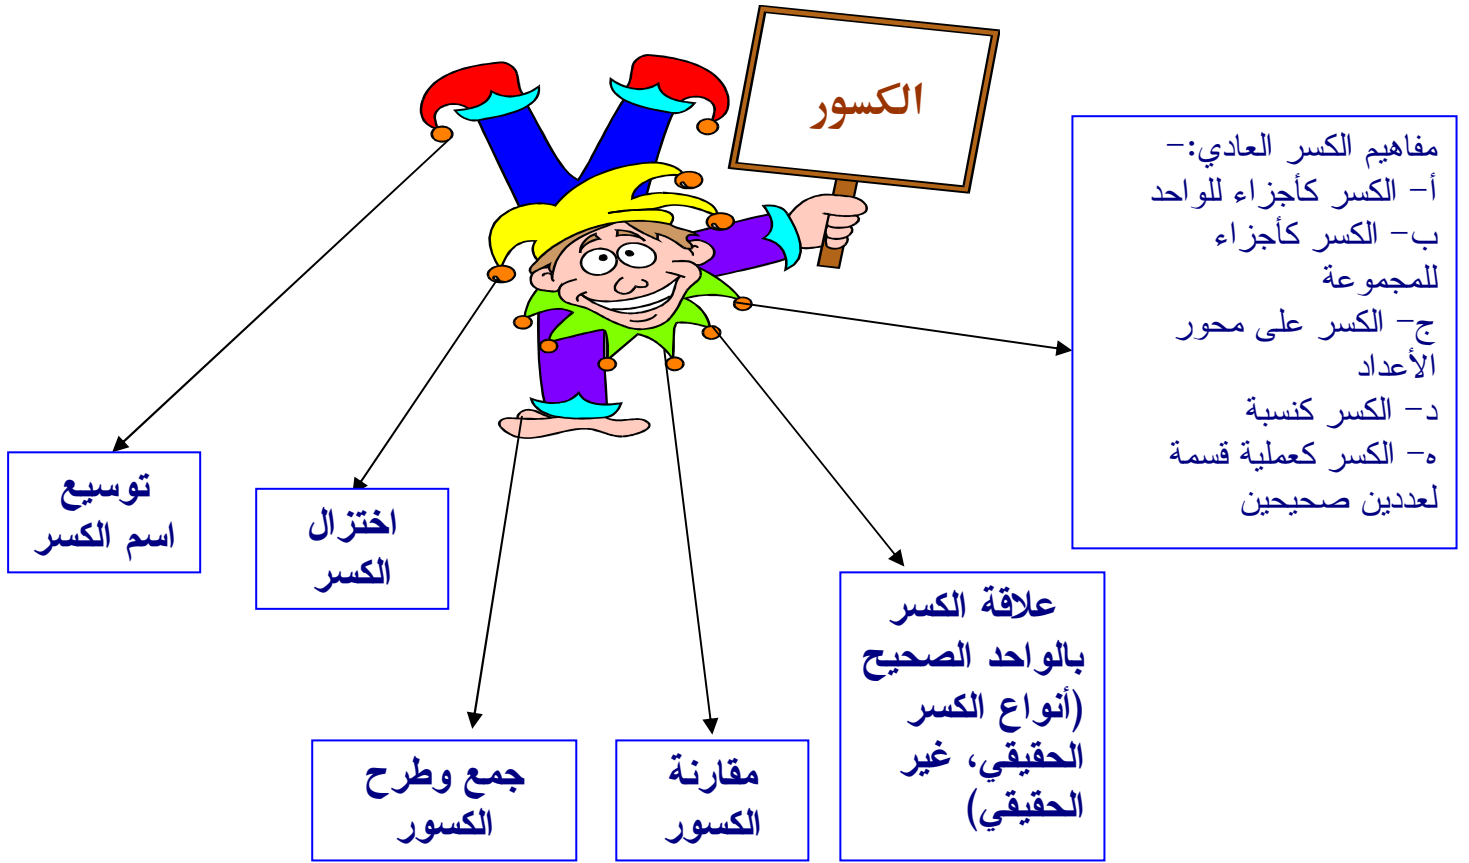 الكسور
مفاهيم الكسر العادي:-
أ- الكسر كأجزاء للواحد
ب- الكسر كأجزاء
للمجموعة
ج- الكسر على محور
الأعداد
د- الكسر كنسبة
ه- الكسر كعملية قسمة
لعددين صحيحين
علاقة الكسر
بالواحد الصحيح
(أنواع الكسر
الحقيقي، غير
الحقيقي)
مقارنة
الكسور
جمع وطرح
الكسور
اختزال
الكسر
توسيع
اسم الكسر